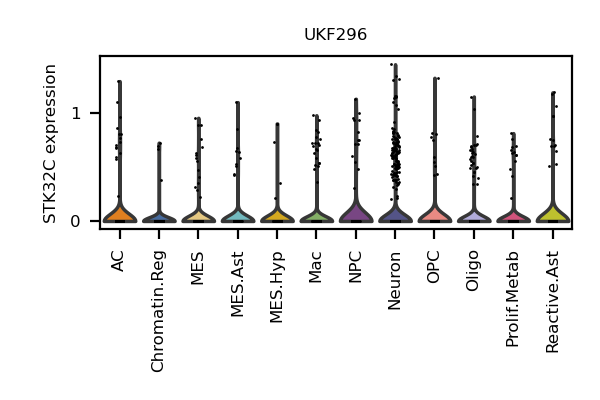 UKF296
STK32C expression
1
0
AC
Chromatin.Reg
MES
MES.Ast
MES.Hyp
Mac
NPC
Neuron
OPC
Oligo
Prolif.Metab
Reactive.Ast